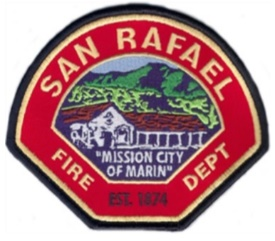 SAN RAFAEL
"MISSION CITY
OF MARIN"
FIRE DEPT
EST. 1874